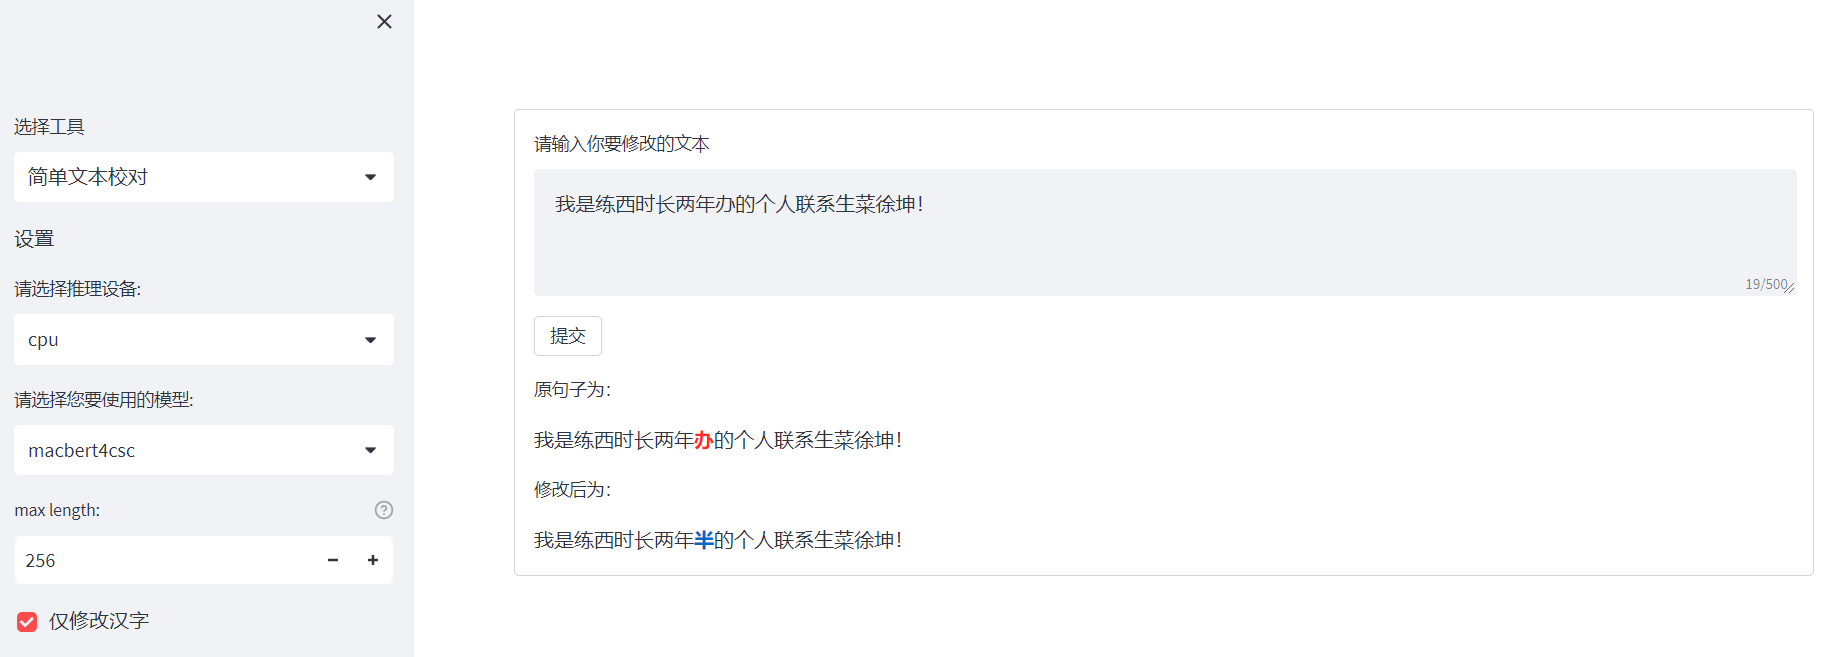 选择工具
简单文本校对
设置
请选择推理设备:
cpu
请选择您要使用的模型:
macbert4csc
max length:
256
仅修改汉字
请输入你要修改的文本
我是练西时长两年办的个人联系生菜徐坤!
19/500
提交
原句子为:
我是练西时长两年办的个人联系生菜徐坤!
修改后为:
我是练西时长两年半的个人联系生菜徐坤!